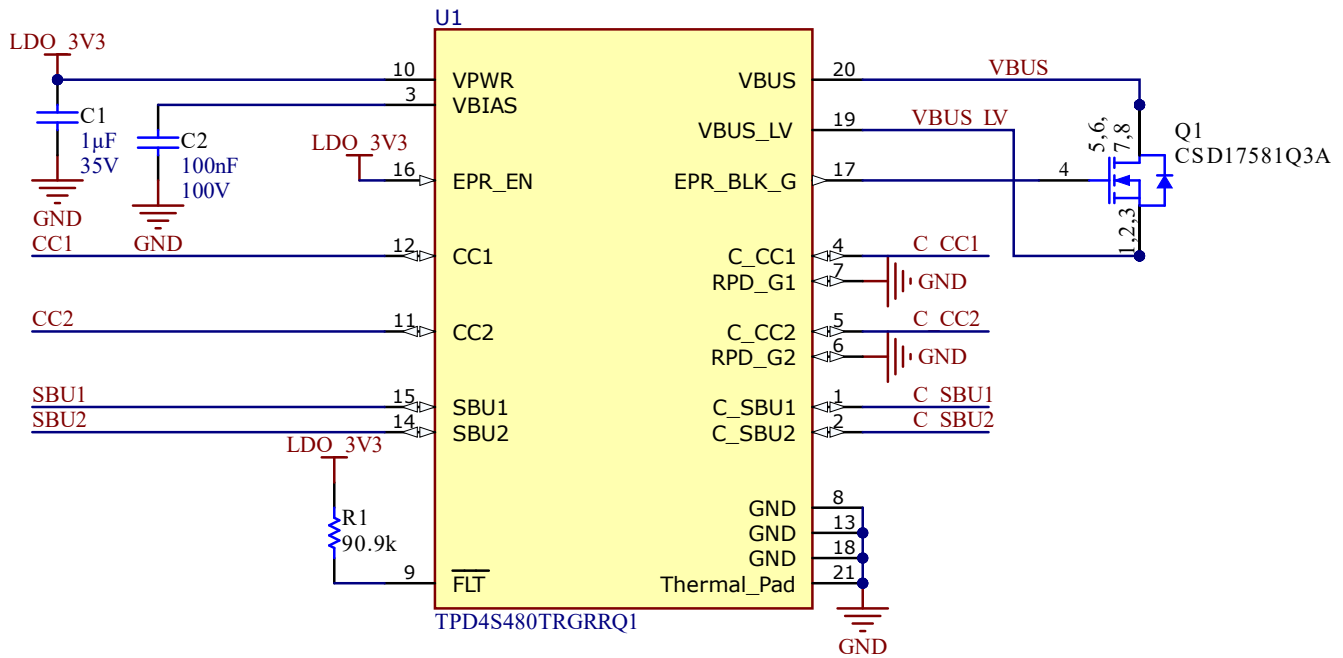 U1
LDO_3V3
10 VPWR VBUS 20 VBUS
3 VBIAS
C1
1µF
35V
C2
100nF
100V
LDO_3V3
VBUS_LV 19 VBUS_LV
5,6,
7,8
Q1
CSD17581Q3A
16 EPR_EN EPR_BLK_G 17 4
1,2,3
GND
GND
CC1 12 CC1 C_CC1 4 C_CC1
RPD_G1 7 GND
CC2 11 CC2 C_CC2 5 C_CC2
RPD_G2 6 GND
SBU1 15 SBU1 C_SBU1 1 C_SBU1
SBU2 14 SBU2 C_SBU2 2 C_SBU2
LDO_3V3
R1
90.9k
GND 8
GND 13
GND 18
9 FLT Thermal_Pad 21
TPD4S480TRGRRQ1
GND